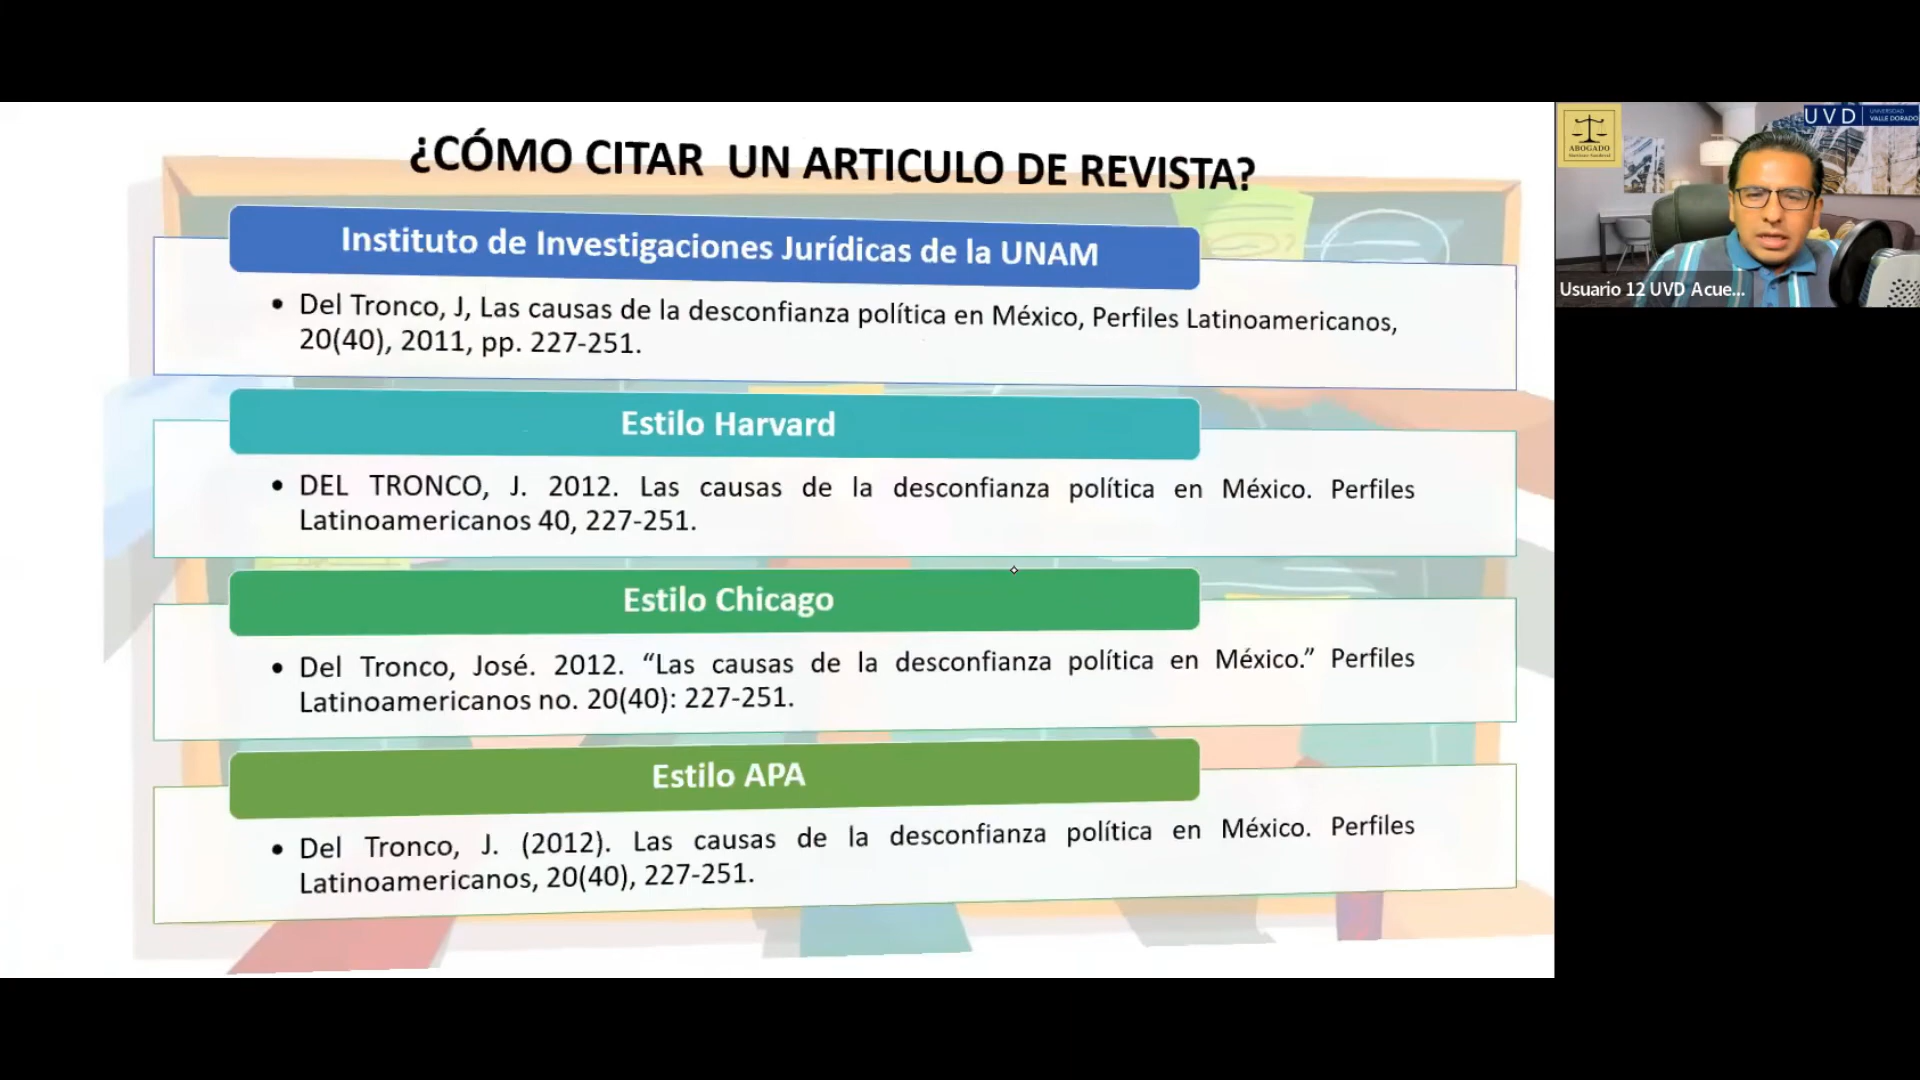 ¿CÓMO CITAR UN ARTICULO DE REVISTA?
Instituto de Investigaciones Jurídicas de la UNAM
• Del Tronco, J, Las causas de la desconfianza política en México, Perfiles Latinoamericanos,
20(40), 2011, pp. 227-251.
Estilo Harvard
• DEL TRONCO, J. 2012. Las causas de la desconfianza política en México. Perfiles
Latinoamericanos 40, 227-251.
Estilo Chicago
• Del Tronco, José. 2012. “Las causas de la desconfianza política en México.” Perfiles
Latinoamericanos no. 20(40): 227-251.
Estilo APA
• Del Tronco, J. (2012). Las causas de la desconfianza política en México. Perfiles
Latinoamericanos, 20(40), 227-251.
ABOGADO
UVD
UNIVERSIDAD
VALLE DORADO
Usuario 12 UVD Acue...